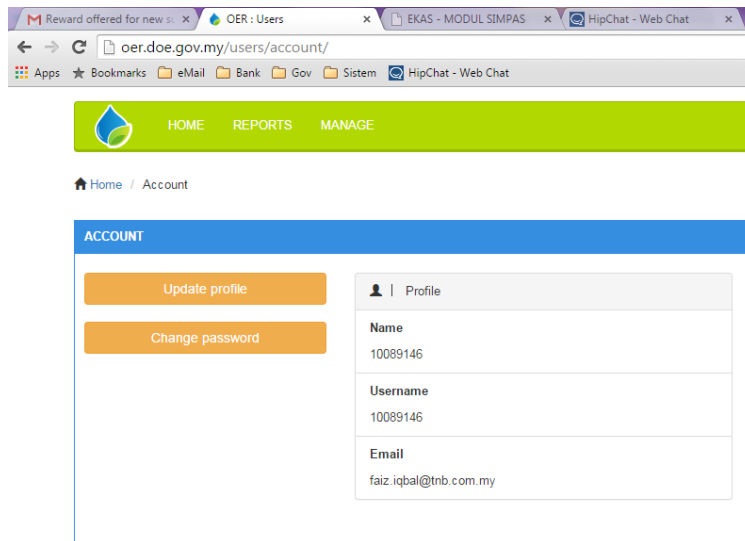 Reward offered for new su
OER : Users
EKAS - MODUL SIMPAS
HipChat - Web Chat
oer.doe.gov.my/users/account/
Apps Bookmarks eMail Bank Gov Sistem HipChat - Web Chat
HOME REPORTS MANAGE
Home / Account
ACCOUNT
Update profile
Change password
| Profile
Name
10089146
Username
10089146
Email
faiz.iqbal@tnb.com.my